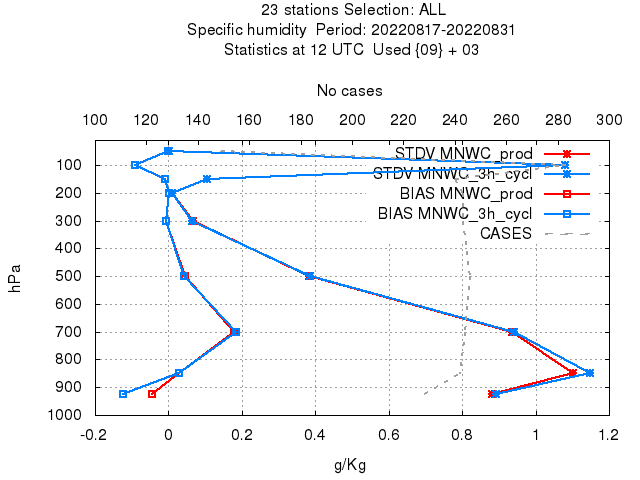 23 stations Selection: ALL
Specific humidity  Period: 20220817-20220831
Statistics at 12 UTC  Used {09} + 03
No cases
100 120 140 160 180 200 220 240 260 280 300
STDV MNWC_prod
STDV MNWC_3h_cycl
BIAS MNWC_prod
BIAS MNWC_3h_cycl
CASES
100
200
300
400
500
600
700
800
900
1000
hPa
-0.2 0 0.2 0.4 0.6 0.8 1 1.2
g/Kg